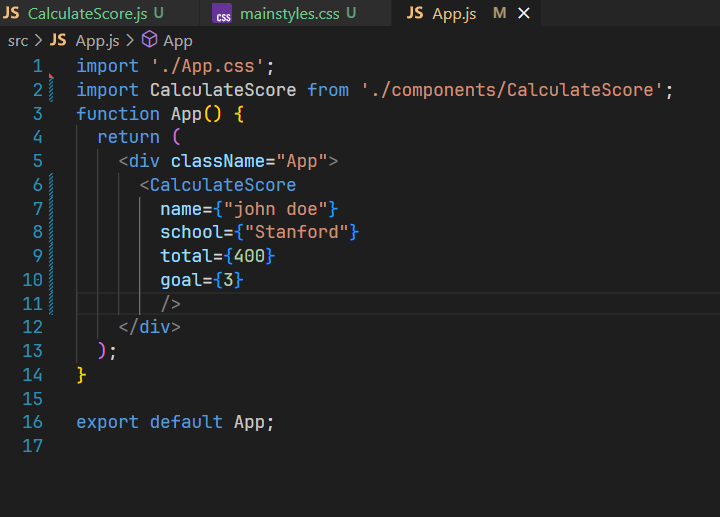 JS CalculateScore.js U CSS mainstyles.css U JS App.js M ×
src > JS App.js > App
1 import './App.css';
2 import CalculateScore from './components/CalculateScore';
3 function App() {
4   return (
5     <div className="App">
6       <CalculateScore
7         name={"john doe"}
8         school={"Stanford"}
9         total={400}
10         goal={3}
11         />
12     </div>
13   );
14 }
15
16 export default App;
17